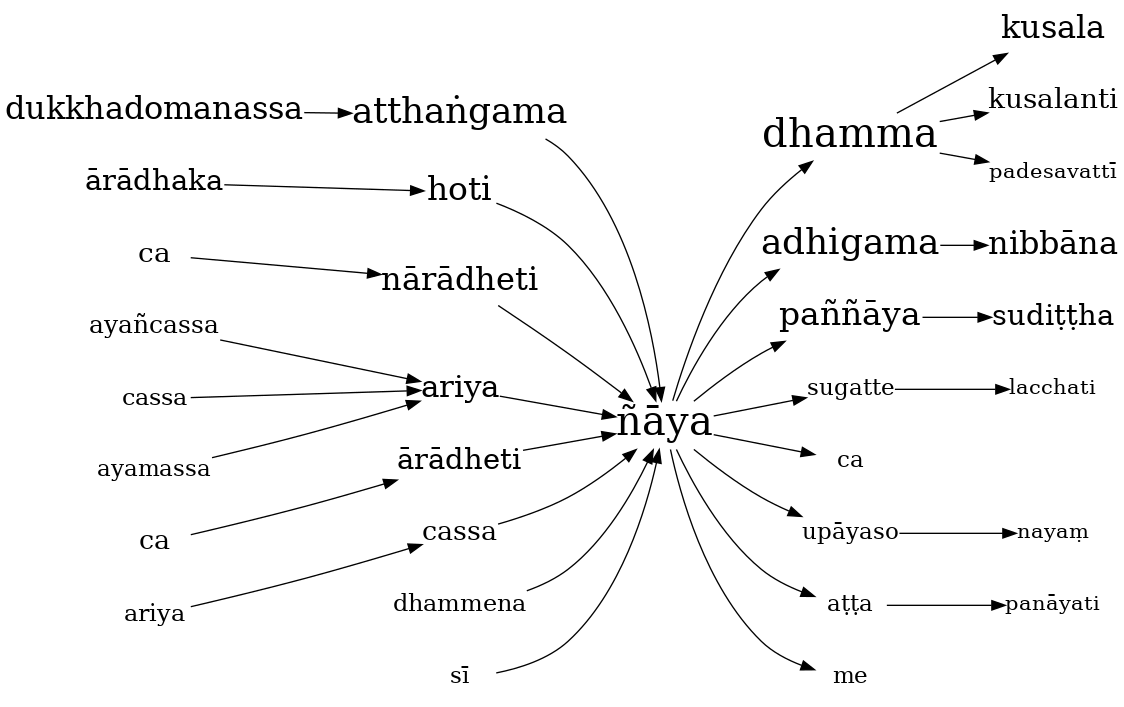 kusala
kusalanti
dukkhadomanassa
atthaṅgama
dhamma
padesavattī
ārādhaka
hoti
ca
nārādheti
adhigama
nibbāna
ayañcassa
paññāya
sudiṭṭha
cassa
ariya
sugatte
lacchati
ñāya
ayamassa
ārādheti
ca
ca
cassa
upāyaso
nayaṃ
ariya
dhammena
aṭṭa
panāyati
sī
me